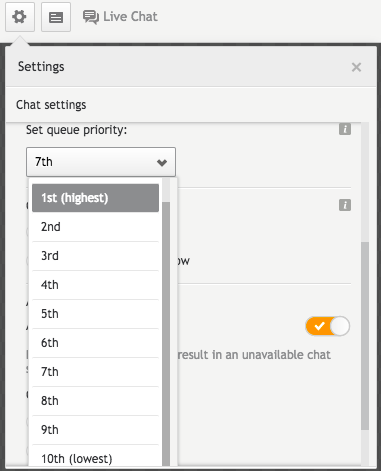 Live Chat
Settings
Chat settings
Set queue priority:
7th
1st (highest)
2nd
3rd
4th
5th
6th
7th
8th
9th
10th (lowest)
result in an unavailable chat